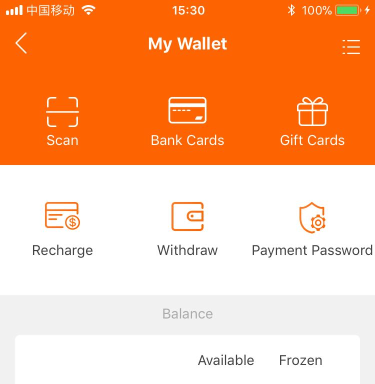 中国移动 15:30 100%
My Wallet
Scan Bank Cards Gift Cards
Recharge Withdraw Payment Password
Balance
Available Frozen